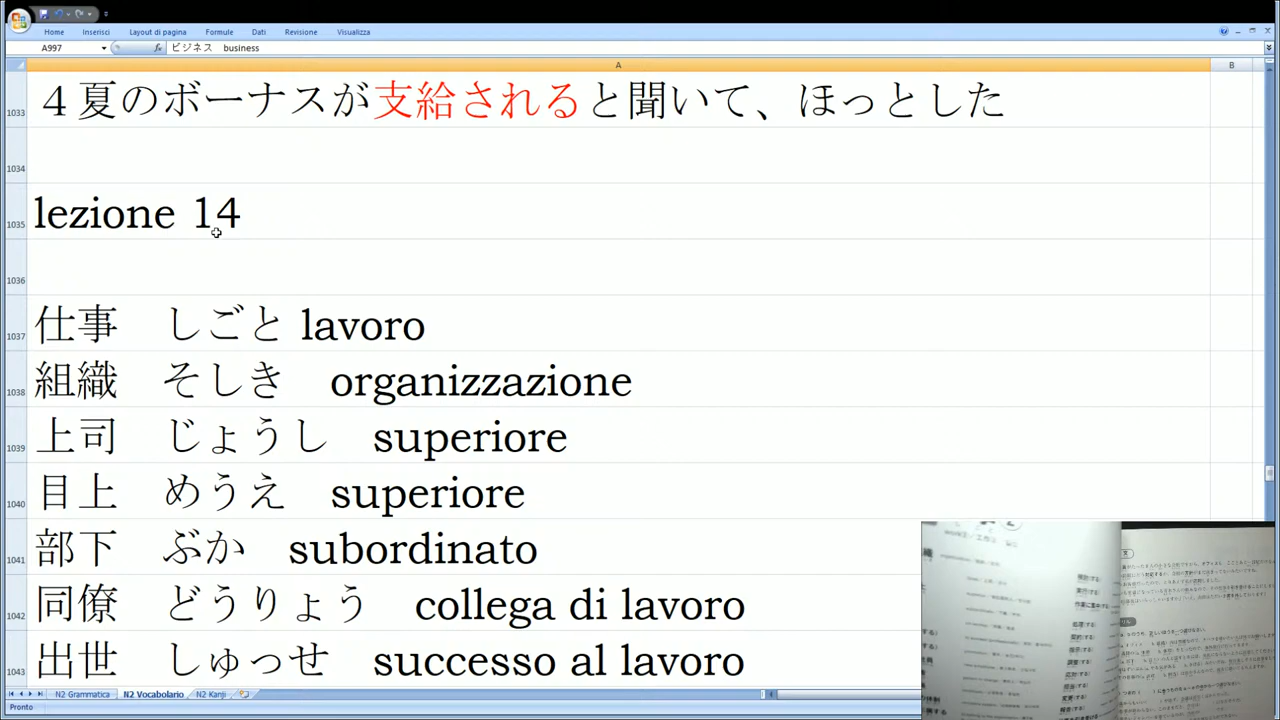 Home Inserisci Layout di pagina Formule Dati Revisione Visualizza
A997 fx ビジネス business
A B
1033 ４夏のボーナスが支給されると聞いて、ほっとした
1034
1035 lezione 14
1036
1037 仕事 しごと lavoro
1038 組織 そしき organizzazione
1039 上司 じょうし superiore
1040 目上 めうえ superiore
1041 部下 ぶか subordinato
1042 同僚 どうりょう collega di lavoro
1043 出世 しゅっせ successo al lavoro
N2 Grammatica N2 Vocabolario N2 Kanji
Pronto